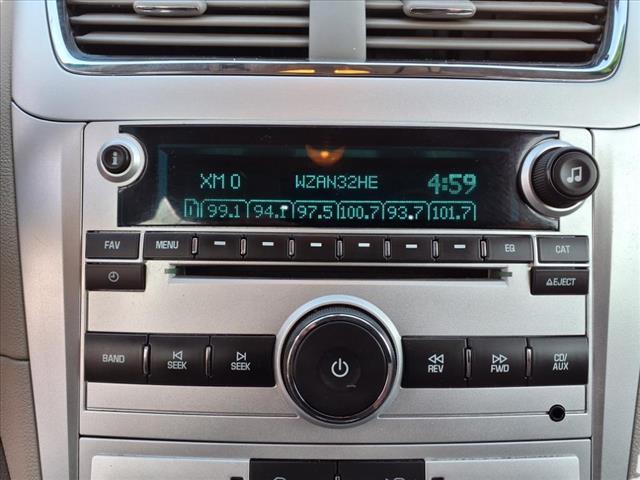 XM 0 WZAN32HE 4:59
1 99.1 94.1 97.5 100.7 93.7 101.7
FAV MENU EQ CAT
EJECT
BAND SEEK SEEK REV FWD CD/AUX